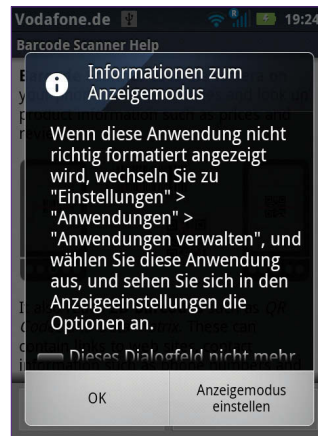 Vodafone.de 19:24
Barcode Scanner Help
Informationen zum
Anzeigemodus
Wenn diese Anwendung nicht
richtig formatiert angezeigt
wird, wechseln Sie zu
"Einstellungen" >
"Anwendungen" >
"Anwendungen verwalten", und
wählen Sie diese Anwendung
aus, und sehen Sie sich in den
Anzeigeeinstellungen die
Optionen an.
Dieses Dialogfeld nicht mehr
OK
Anzeigemodus
einstellen